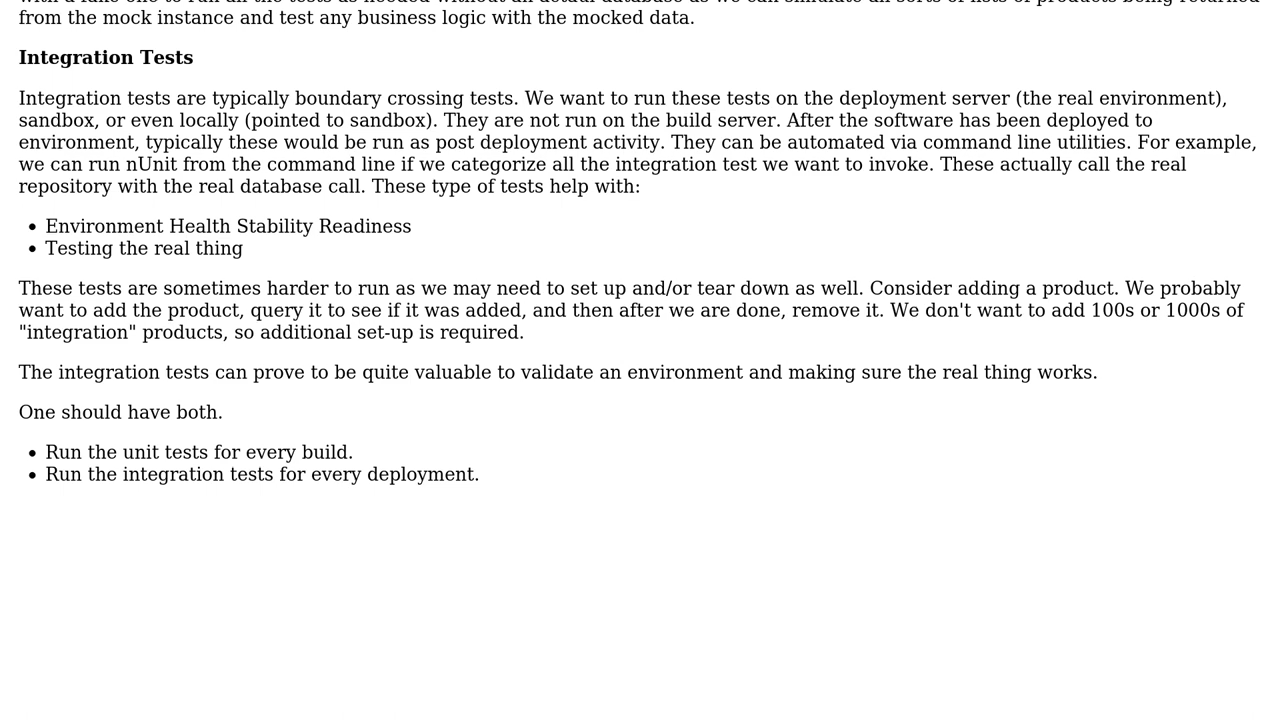 from the mock instance and test any business logic with the mocked data.
Integration Tests
Integration tests are typically boundary crossing tests. We want to run these tests on the deployment server (the real environment),
sandbox, or even locally (pointed to sandbox). They are not run on the build server. After the software has been deployed to
environment, typically these would be run as post deployment activity. They can be automated via command line utilities. For example,
we can run nUnit from the command line if we categorize all the integration test we want to invoke. These actually call the real
repository with the real database call. These type of tests help with:
• Environment Health Stability Readiness
• Testing the real thing
These tests are sometimes harder to run as we may need to set up and/or tear down as well. Consider adding a product. We probably
want to add the product, query it to see if it was added, and then after we are done, remove it. We don't want to add 100s or 1000s of
"integration" products, so additional set-up is required.
The integration tests can prove to be quite valuable to validate an environment and making sure the real thing works.
One should have both.
• Run the unit tests for every build.
• Run the integration tests for every deployment.